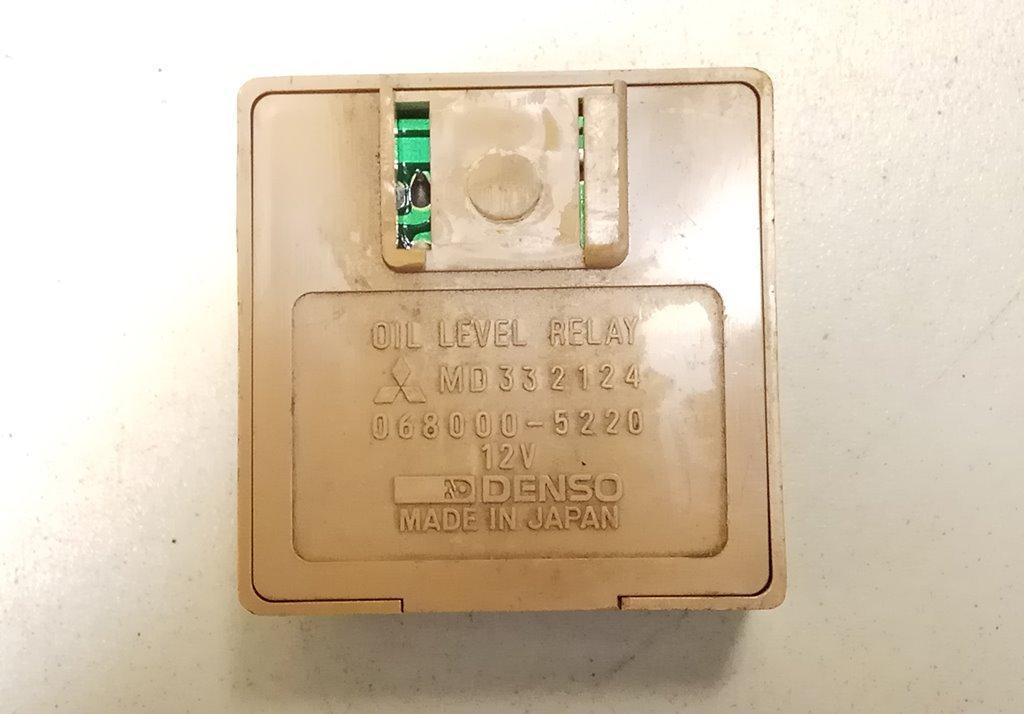 OIL LEVEL RELAY
MD332124
068000-5220
12V
DENSO
MADE IN JAPAN